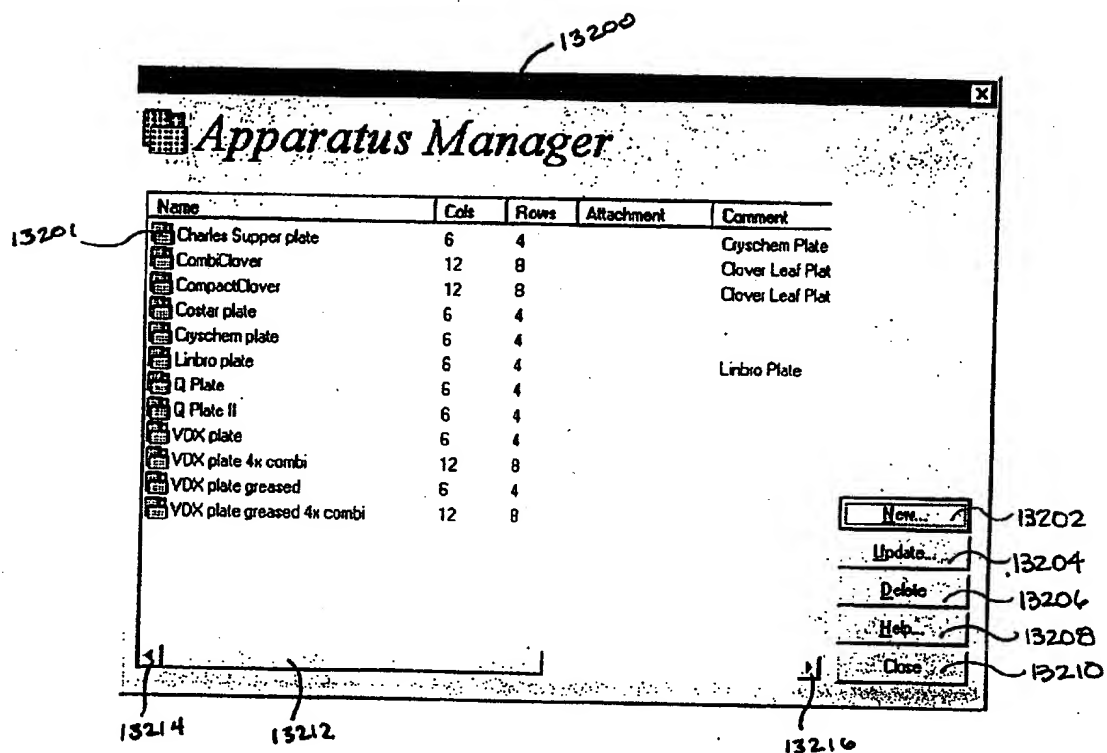 13200
Apparatus Manager
Name Cols Rows Attachment Comment
13201
Charles Supper plate 6 4 Cryschem Plate
CombiClover 12 8 Clover Leaf Plat
CompactClover 12 8 Clover Leaf Plat
Costar plate 6 4
Cryschem plate 6 4
Linbro plate 6 4 Linbro Plate
Q Plate 6 4
Q Plate II 6 4
VDX plate 6 4
VDX plate 4x combi 12 8
VDX plate greased 6 4
VDX plate greased 4x combi 12 8
New... 13202
Update... 13204
Delete 13206
Help... 13208
Close 13210
13214 13212 13216